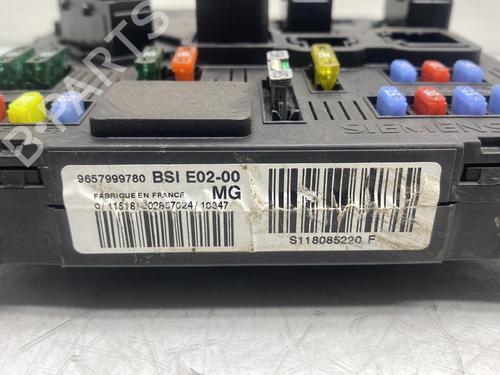 SIEMENS
9657999780 BSI E02-00
FABRIQUE EN FRANCE MG
S118085220 F
B-PARTS